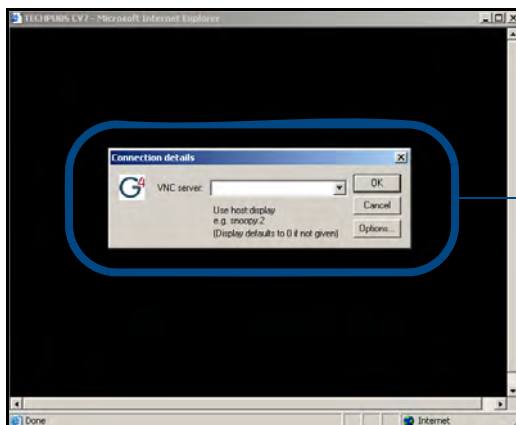 TECHPUBS CV7 - Microsoft Internet Explorer
Connection details
G4
VNC server:
OK
Use host:display
e.g. snoopy:2
(Display defaults to 0 if not given)
Cancel
Options...
Done
Internet